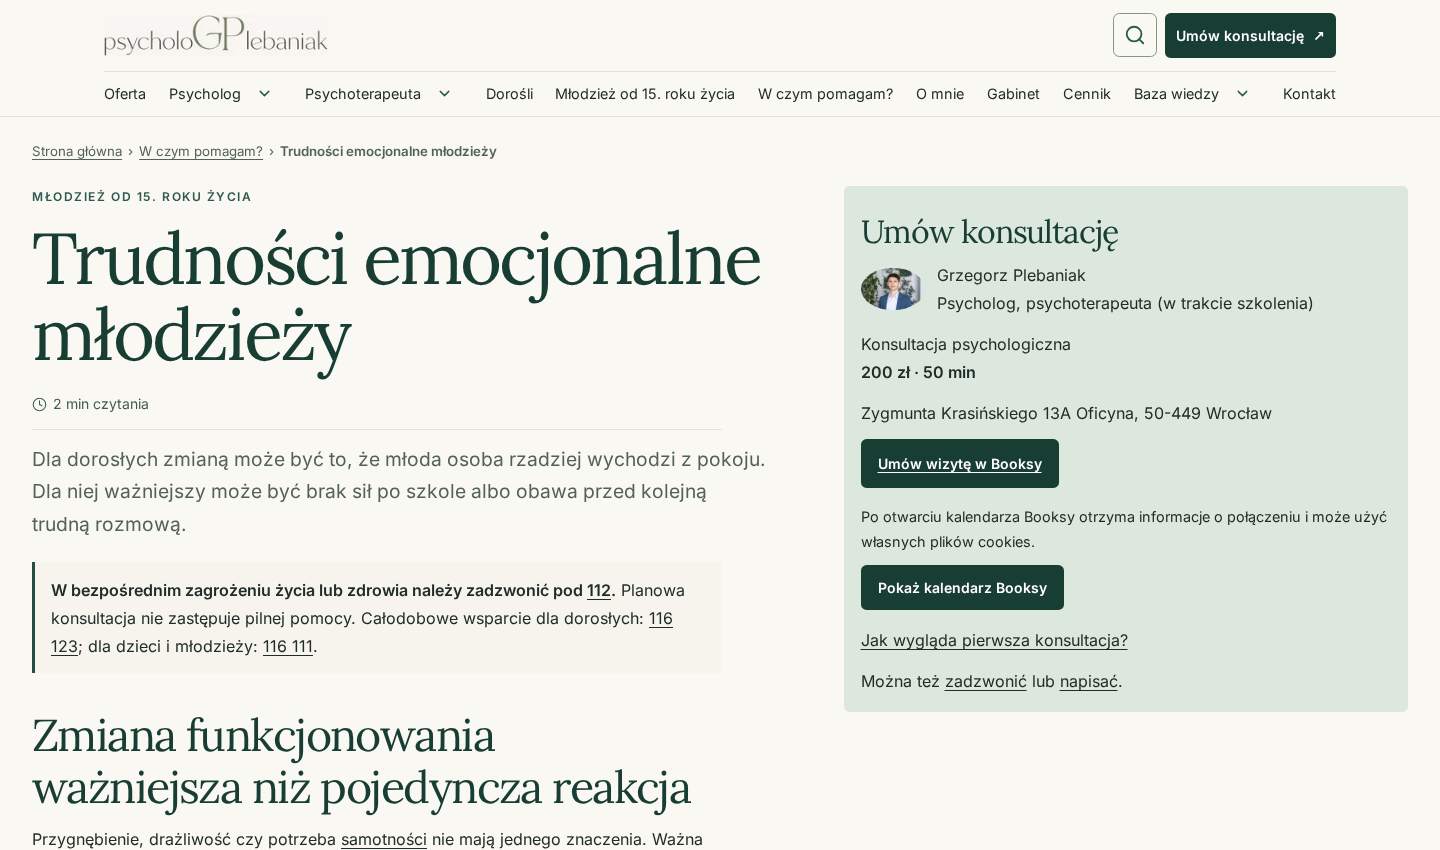 psycholoGPlebaniak
Umów konsultację ↗
Oferta Psycholog Psychoterapeuta Dorośli Młodzież od 15. roku życia W czym pomagam? O mnie Gabinet Cennik Baza wiedzy Kontakt
Strona główna › W czym pomagam? › Trudności emocjonalne młodzieży
MŁODZIEŻ OD 15. ROKU ŻYCIA
Trudności emocjonalne
młodzieży
2 min czytania
Dla dorosłych zmianą może być to, że młoda osoba rzadziej wychodzi z pokoju.
Dla niej ważniejszy może być brak sił po szkole albo obawa przed kolejną
trudną rozmową.
W bezpośrednim zagrożeniu życia lub zdrowia należy zadzwonić pod 112. Planowa
konsultacja nie zastępuje pilnej pomocy. Całodobowe wsparcie dla dorosłych: 116
123; dla dzieci i młodzieży: 116 111.
Zmiana funkcjonowania
ważniejsza niż pojedyncza reakcja
Przygnębienie, drażliwość czy potrzeba samotności nie mają jednego znaczenia. Ważna
Umów konsultację
Grzegorz Plebaniak
Psycholog, psychoterapeuta (w trakcie szkolenia)
Konsultacja psychologiczna
200 zł · 50 min
Zygmunta Krasińskiego 13A Oficyna, 50-449 Wrocław
Umów wizytę w Booksy
Po otwarciu kalendarza Booksy otrzyma informacje o połączeniu i może użyć
własnych plików cookies.
Pokaż kalendarz Booksy
Jak wygląda pierwsza konsultacja?
Można też zadzwonić lub napisać.